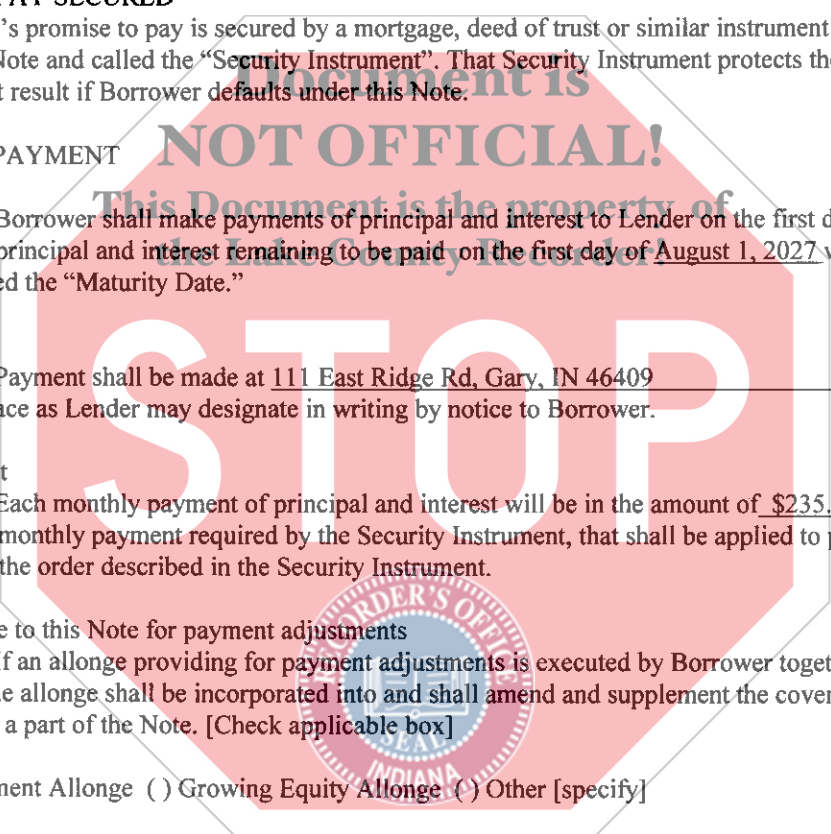 PAY SECURED
's promise to pay is secured by a mortgage, deed of trust or similar instrument
Note and called the “Security Instrument”. That Security Instrument protects the
t result if Borrower defaults under this Note.
Document is
NOT OFFICIAL!
This Document is the property of
the Lake County Recorder!
PAYMENT
Borrower shall make payments of principal and interest to Lender on the first d
principal and interest remaining to be paid on the first day of August 1, 2027
ed the “Maturity Date.”
STOP
Payment shall be made at 111 East Ridge Rd, Gary, IN 46409
ace as Lender may designate in writing by notice to Borrower.
t
Each monthly payment of principal and interest will be in the amount of $235.
monthly payment required by the Security Instrument, that shall be applied to p
the order described in the Security Instrument.
e to this Note for payment adjustments
If an allonge providing for payment adjustments is executed by Borrower toget
e allonge shall be incorporated into and shall amend and supplement the cover
a part of the Note. [Check applicable box]
ment Allonge ( ) Growing Equity Allonge ( ) Other [specify]
RECORDER'S OFFICE
SEAL
INDIANA